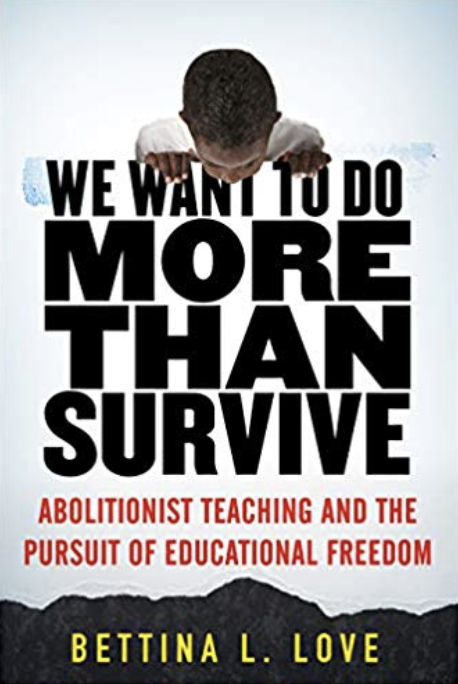 WE WANT TO DO
MORE
THAN
SURVIVE
ABOLITIONIST TEACHING AND THE
PURSUIT OF EDUCATIONAL FREEDOM
BETTINA L. LOVE